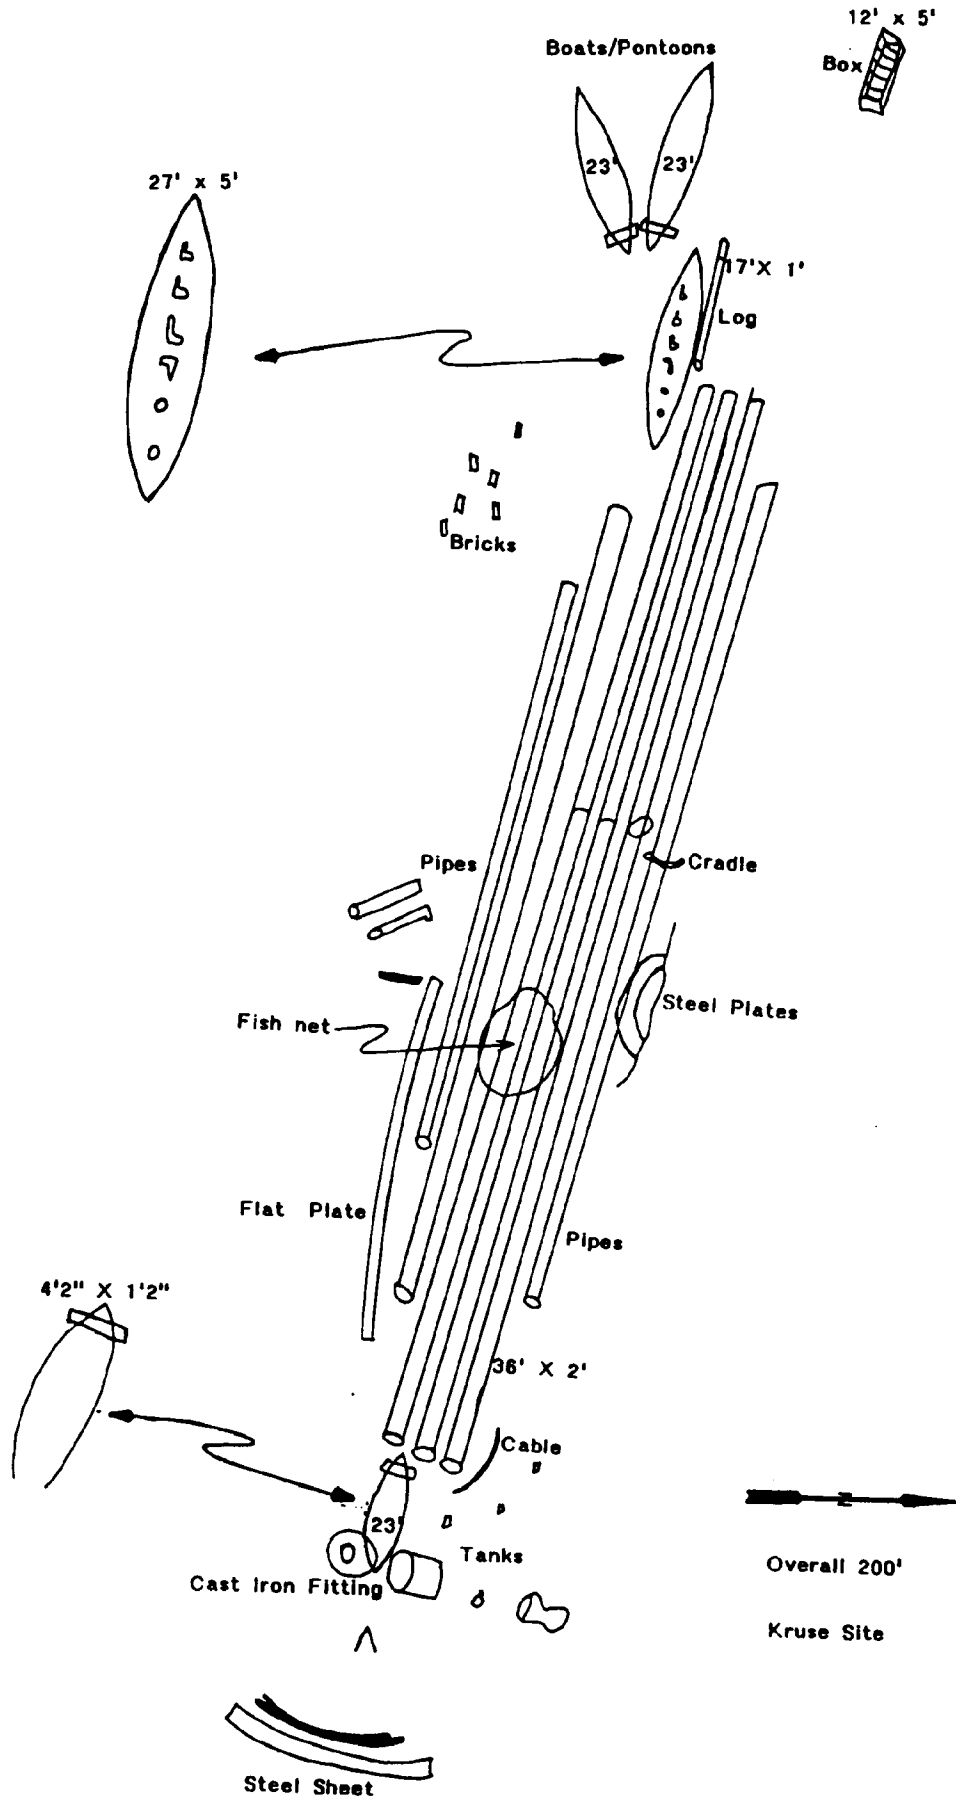 12' x 5'
Boats/Pontoons
Box
23'
23'
27' x 5'
17' X 1'
Log
Bricks
Pipes
Cradle
Steel Plates
Fish net
Flat Plate
Pipes
4'2" X 1'2"
36' X 2'
Cable
N
23'
Tanks
Overall 200'
Cast Iron Fitting
Kruse Site
Steel Sheet